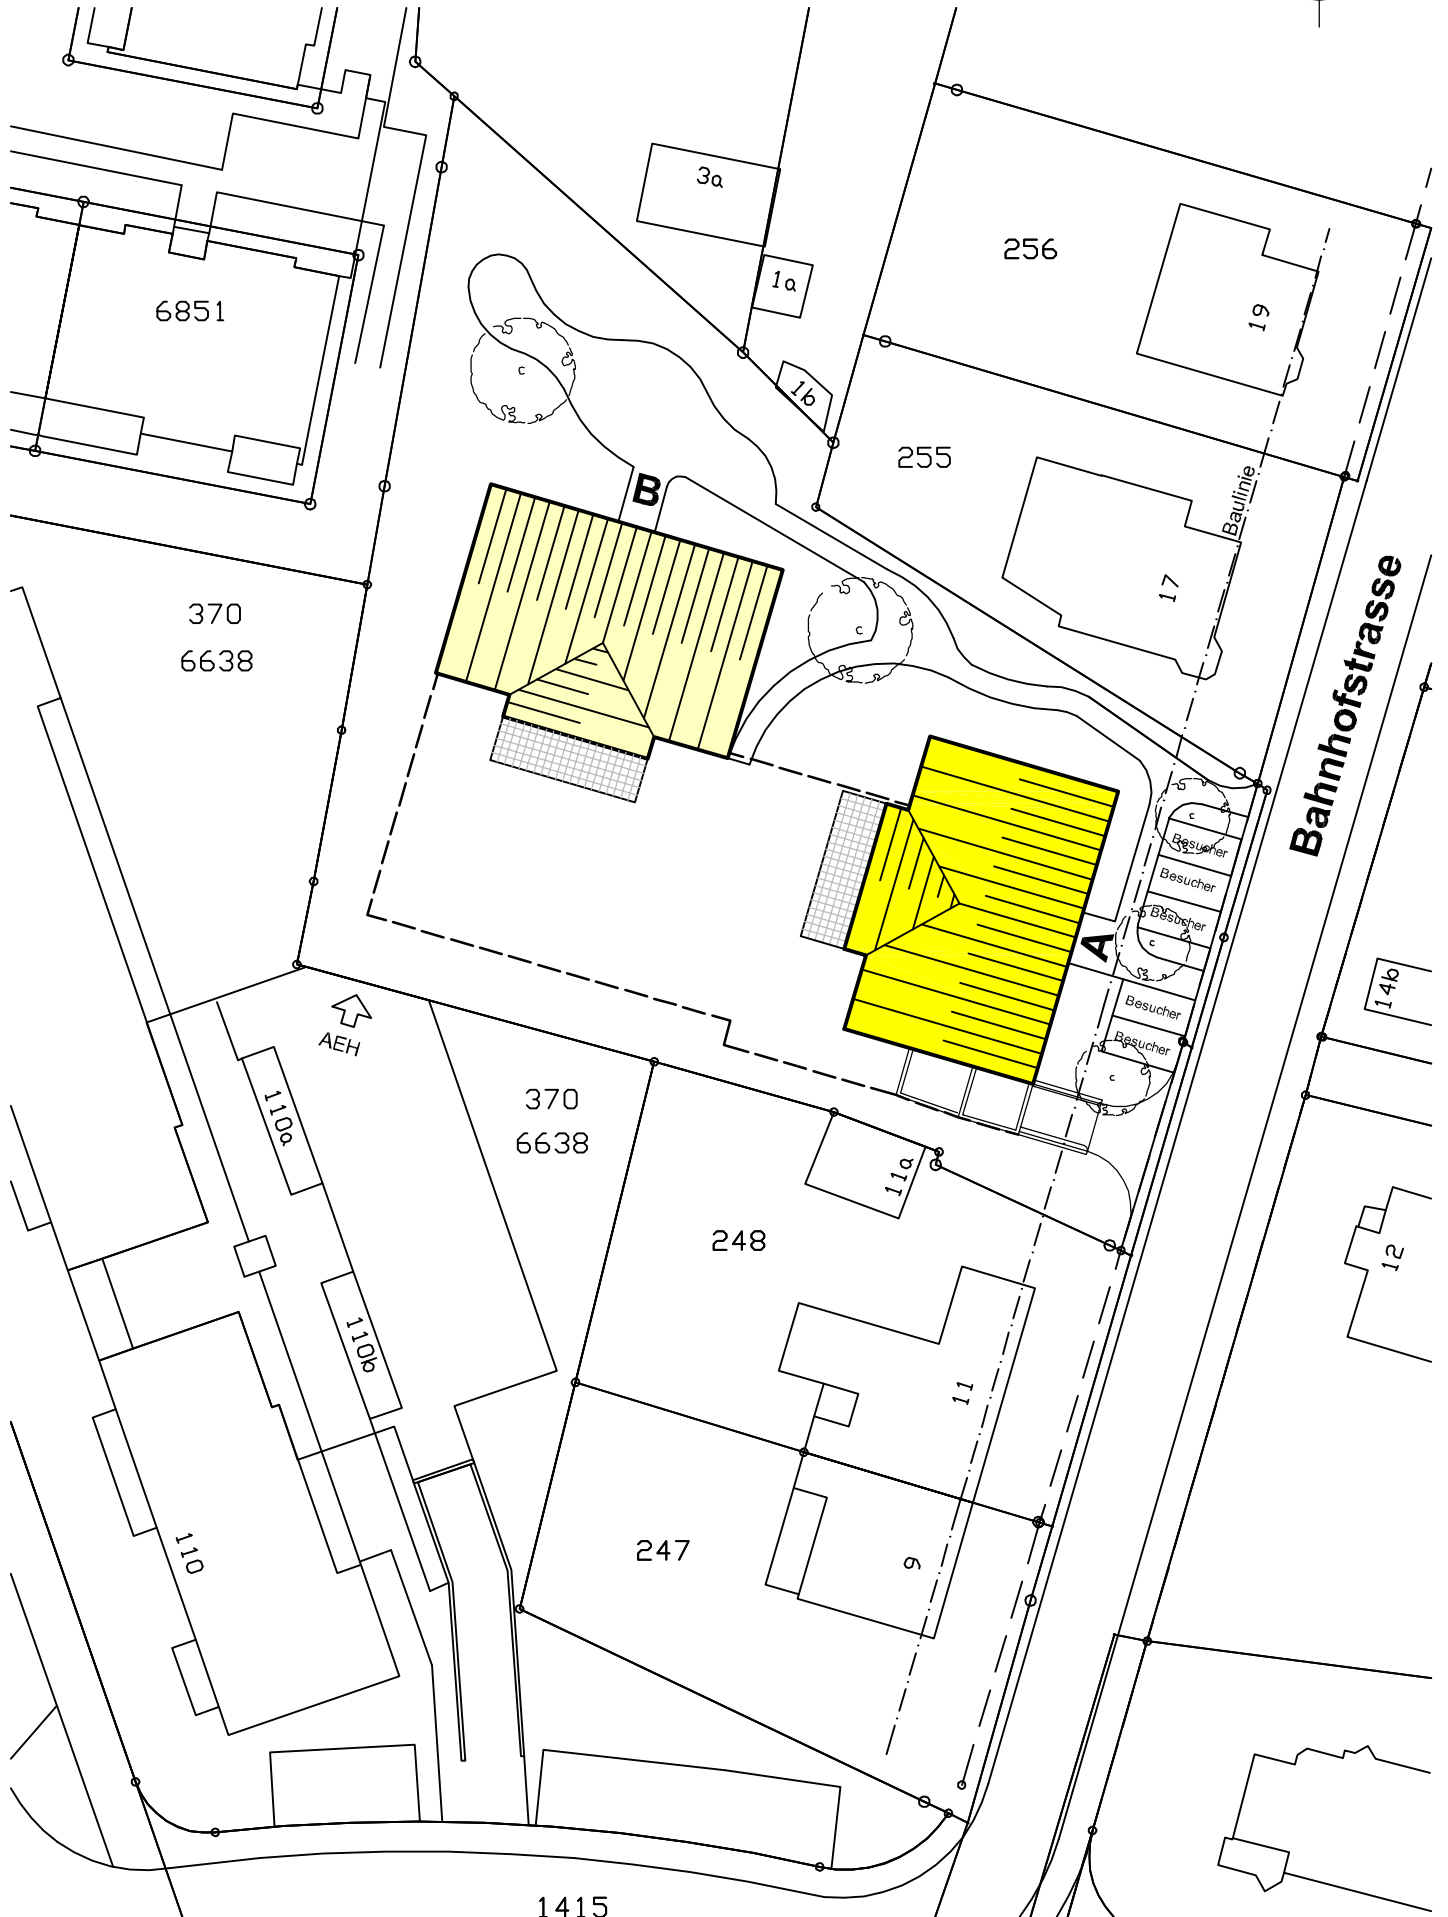 3a
256
1a
6851
19
1b
255
Baulinie
B
17
370
6638
Bahnhofstrasse
c
c
c
Besucher
Besucher
Besucher
A
c
14b
Besucher
AEH
Besucher
c
110a
370
6638
11a
248
12
110b
11
110
247
9
1415